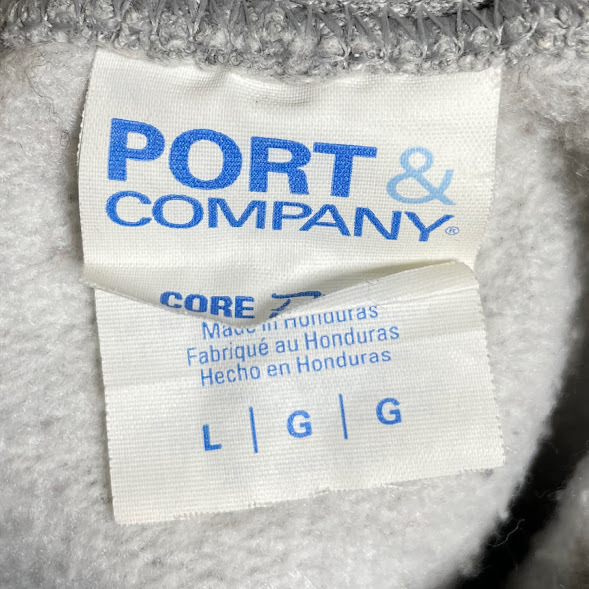 PORT &
COMPANY®
CORE
Made in Honduras
Fabriqué au Honduras
Hecho en Honduras
L | G | G